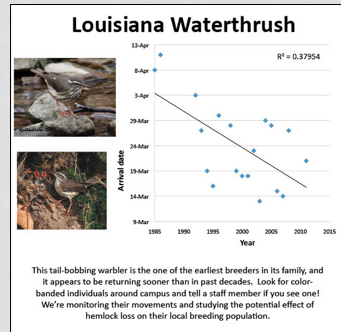 Louisiana Waterthrush
13-Apr
8-Apr
3-Apr
29-Mar
24-Mar
19-Mar
14-Mar
9-Mar
R² = 0.37954
Arrival date
1985
1990
1995
2000
2005
2010
2015
Year
This tail-bobbing warbler is the one of the earliest breeders in its family, and
it appears to be returning sooner than in past decades. Look for color-
banded individuals around campus and tell a staff member if you see one!
We're monitoring their movements and studying the potential effect of
hemlock loss on their local breeding population.